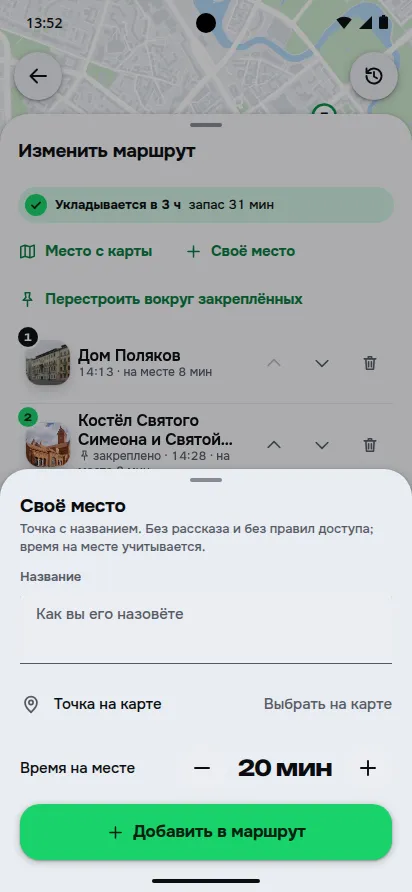 13:52
Изменить маршрут
Укладывается в 3 ч запас 31 мин
Место с карты
Своё место
Перестроить вокруг закреплённых
1
Дом Поляков
14:13 · на месте 8 мин
2
Костёл Святого
Симеона и Святой...
закреплено · 14:28 · на
месте 8 мин
Своё место
Точка с названием. Без рассказа и без правил доступа;
время на месте учитывается.
Название
Как вы его назовёте
Точка на карте
Выбрать на карте
Время на месте
20 мин
Добавить в маршрут